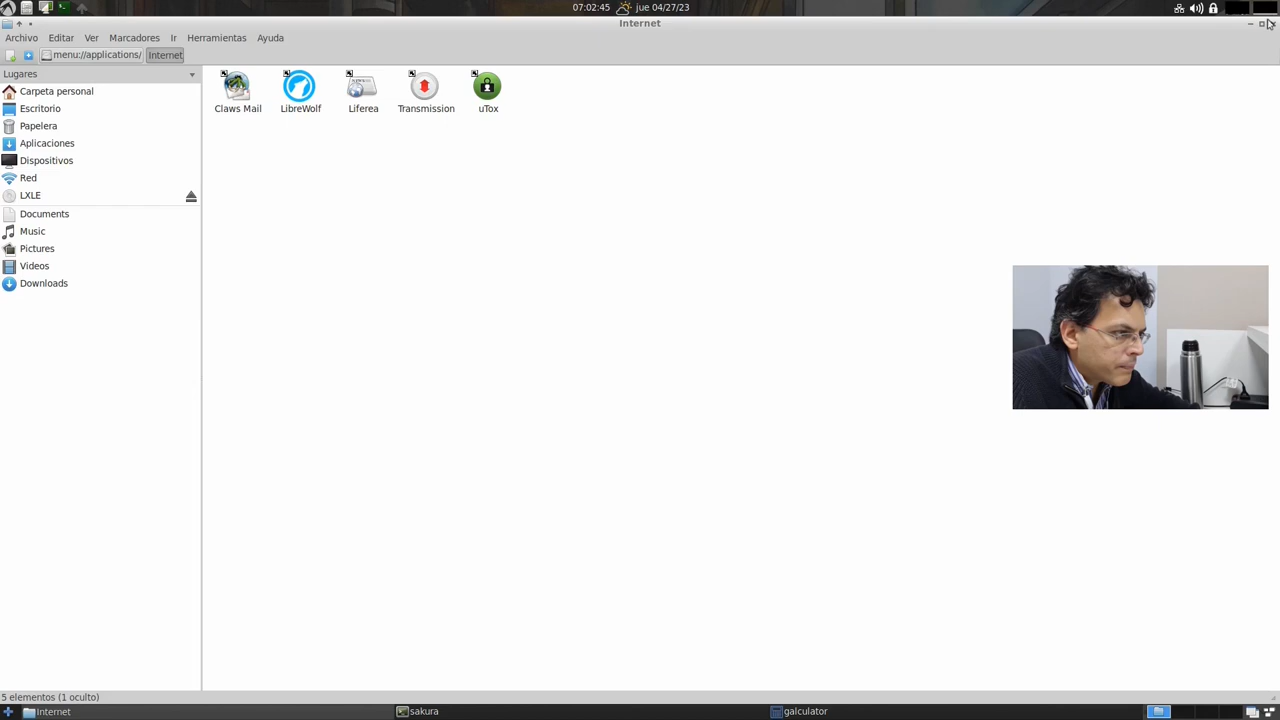 07:02:45 jue 04/27/23
Internet
Archivo Editar Ver Marcadores Ir Herramientas Ayuda
menu://applications/ Internet
Lugares
Carpeta personal
Escritorio
Papelera
Aplicaciones
Dispositivos
Red
LXLE
Documents
Music
Pictures
Videos
Downloads
Claws Mail LibreWolf Liferea Transmission uTox
5 elementos (1 oculto)
Internet sakura galculator